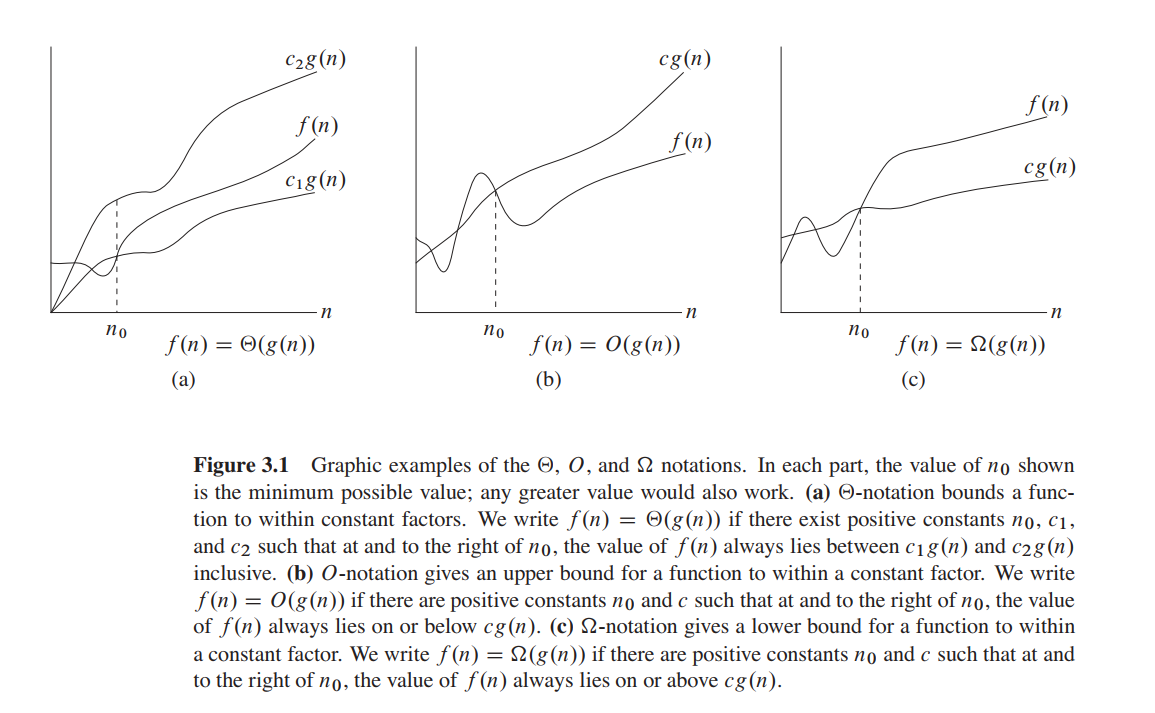 c₂g(n)
f(n)
c₁g(n)
n
n₀
f(n) = Θ(g(n))
(a)
cg(n)
f(n)
n
n₀
f(n) = O(g(n))
(b)
f(n)
cg(n)
n
n₀
f(n) = Ω(g(n))
(c)
Figure 3.1 Graphic examples of the Θ, O, and Ω notations. In each part, the value of n₀ shown
is the minimum possible value; any greater value would also work. (a) Θ-notation bounds a func-
tion to within constant factors. We write f(n) = Θ(g(n)) if there exist positive constants n₀, c₁,
and c₂ such that at and to the right of n₀, the value of f(n) always lies between c₁g(n) and c₂g(n)
inclusive. (b) O-notation gives an upper bound for a function to within a constant factor. We write
f(n) = O(g(n)) if there are positive constants n₀ and c such that at and to the right of n₀, the value
of f(n) always lies on or below cg(n). (c) Ω-notation gives a lower bound for a function to within
a constant factor. We write f(n) = Ω(g(n)) if there are positive constants n₀ and c such that at and
to the right of n₀, the value of f(n) always lies on or above cg(n).